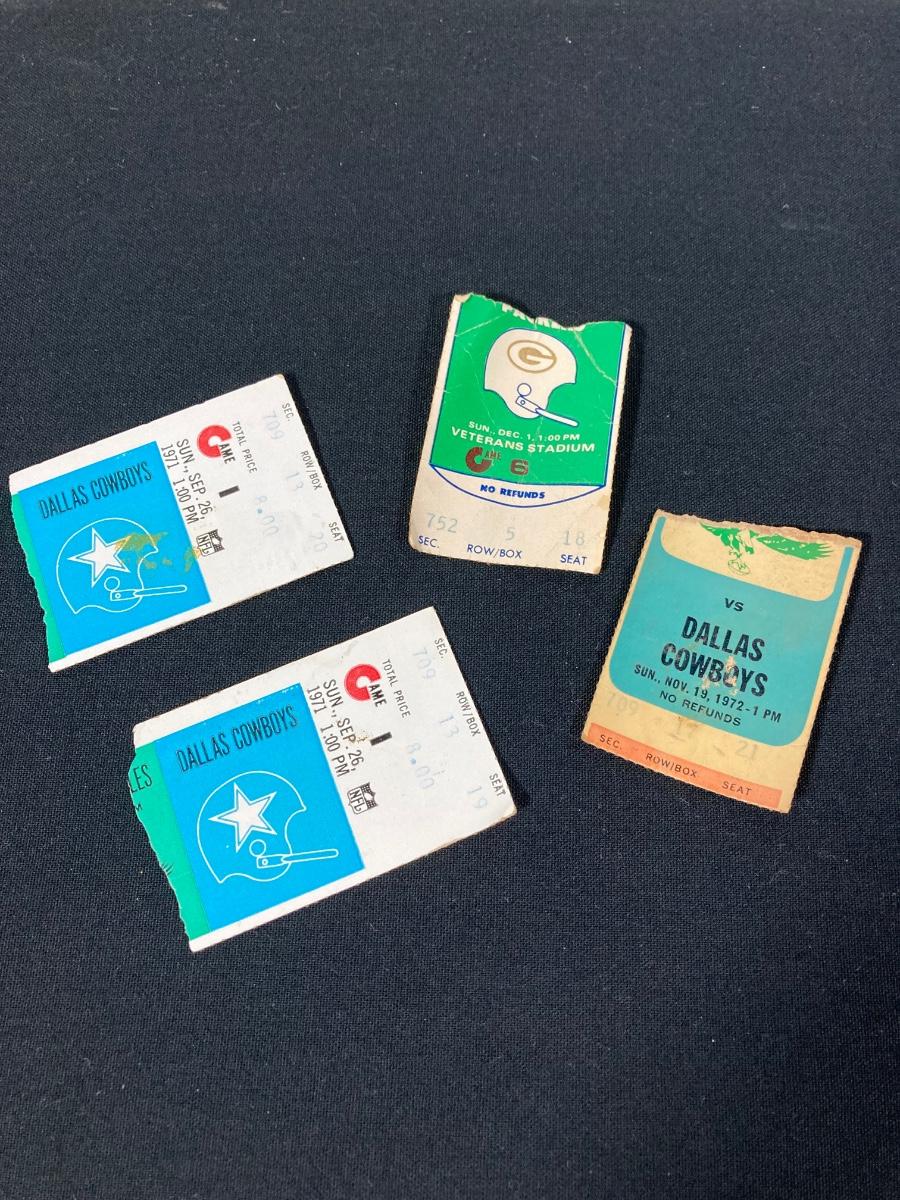 DALLAS COWBOYS
SUN., SEP. 26,
1971 1:00 PM
GAME
1
TOTAL PRICE
8.00
NFL
SEC.
709
ROW/BOX
13
SEAT
20
PACKERS
G
SUN., DEC. 1, 1:00 PM
VETERANS STADIUM
GAME 6
NO REFUNDS
752 5 18
SEC. ROW/BOX SEAT
VS
DALLAS
COWBOYS
SUN., NOV. 19, 1972-1 PM
NO REFUNDS
709 17 21
SEC. ROW/BOX SEAT
LES
M
DALLAS COWBOYS
SUN., SEP. 26,
1971 1:00 PM
GAME
1
TOTAL PRICE
8.00
NFL
SEC.
709
ROW/BOX
13
SEAT
19